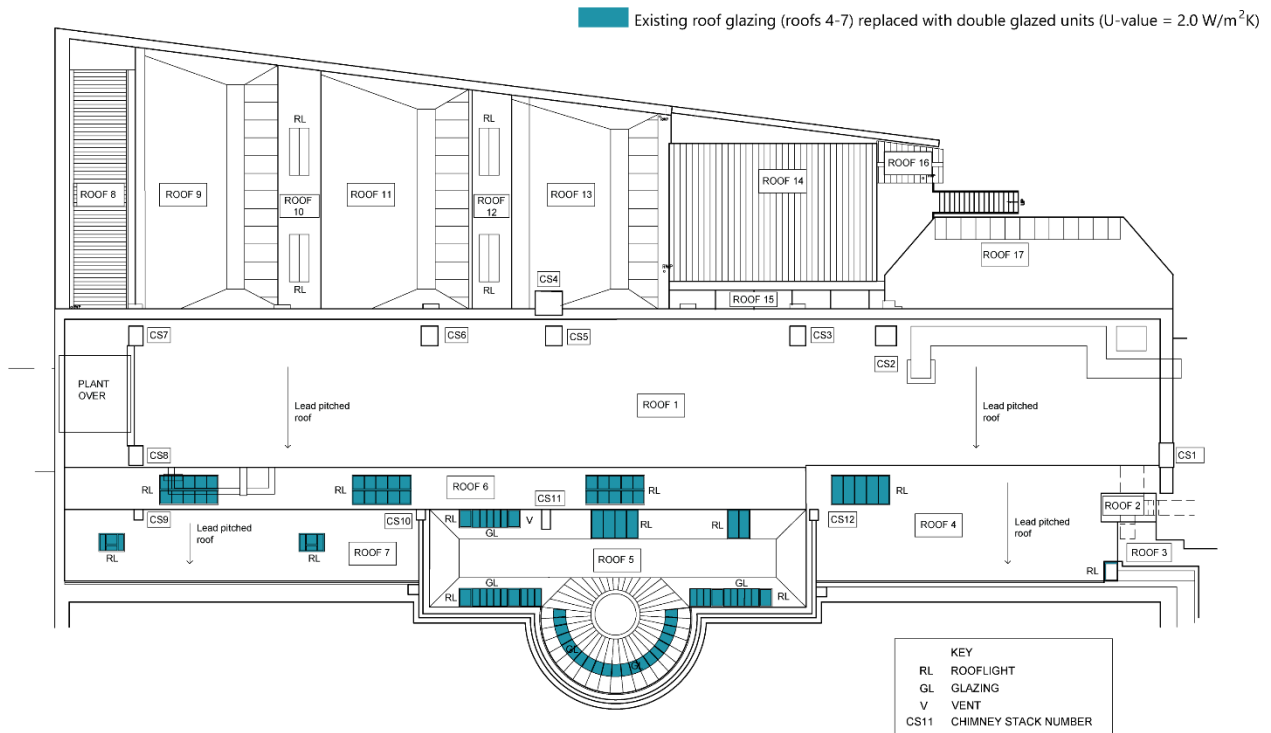 Existing roof glazing (roofs 4-7) replaced with double glazed units (U-value = 2.0 W/m²K)
RL
RL
ROOF 16
ROOF 8
ROOF 9
ROOF
10
ROOF 11
ROOF
12
ROOF 13
ROOF 14
ROOF 17
RL
RL
CS4
ROOF 15
CS7
CS6
CS5
CS3
CS2
PLANT
OVER
Lead pitched
roof
ROOF 1
Lead pitched
roof
CS8
CS1
RL
RL
ROOF 6
RL
RL
CS11
CS9
CS10
RL
GL
V
RL
RL
CS12
ROOF 4
ROOF 2
Lead pitched
roof
Lead pitched
roof
RL
RL
ROOF 7
ROOF 5
ROOF 3
RL
GL
RL
GL
RL
GL
GL
KEY
RL ROOFLIGHT
GL GLAZING
V VENT
CS11 CHIMNEY STACK NUMBER